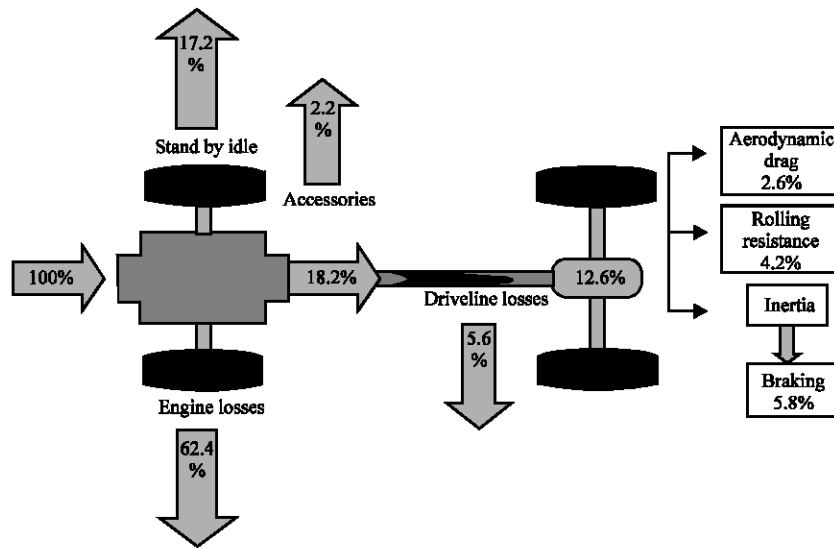 17.2
%
Stand by idle
2.2
%
Accessories
100%
18.2%
Driveline losses
12.6%
5.6
%
Engine losses
62.4
%
Aerodynamic
drag
2.6%
Rolling
resistance
4.2%
Inertia
Braking
5.8%